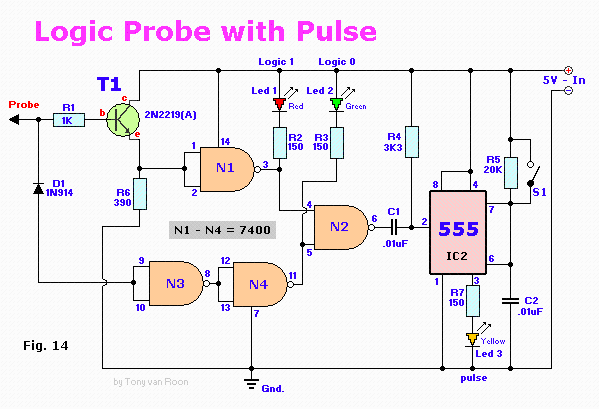 Logic Probe with Pulse
Logic 1
Logic 0
5V - In
T1
c
b
e
2N2219(A)
Probe
R1
1K
Led 1
Red
Led 2
Green
R2
150
R3
150
R4
3K3
R5
20K
S1
14
1
2
N1
3
D1
1N914
R6
390
N1 - N4 = 7400
4
5
N2
6
C1
.01uF
2
8
4
7
555
IC2
6
1
3
9
10
N3
8
12
13
N4
11
7
R7
150
C2
.01uF
Yellow
Led 3
pulse
Fig. 14
by Tony van Roon
Gnd.